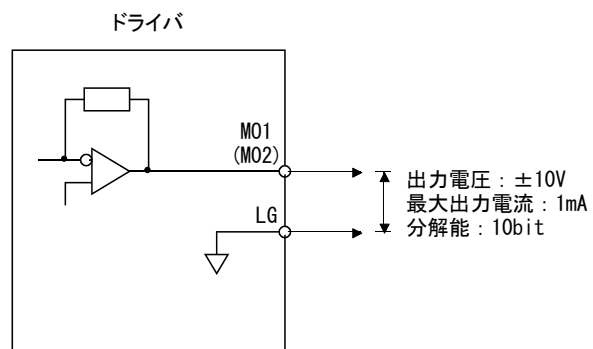 ドライバ
MO1
(MO2)
LG
出力電圧：±10V
最大出力電流：1mA
分解能：10bit